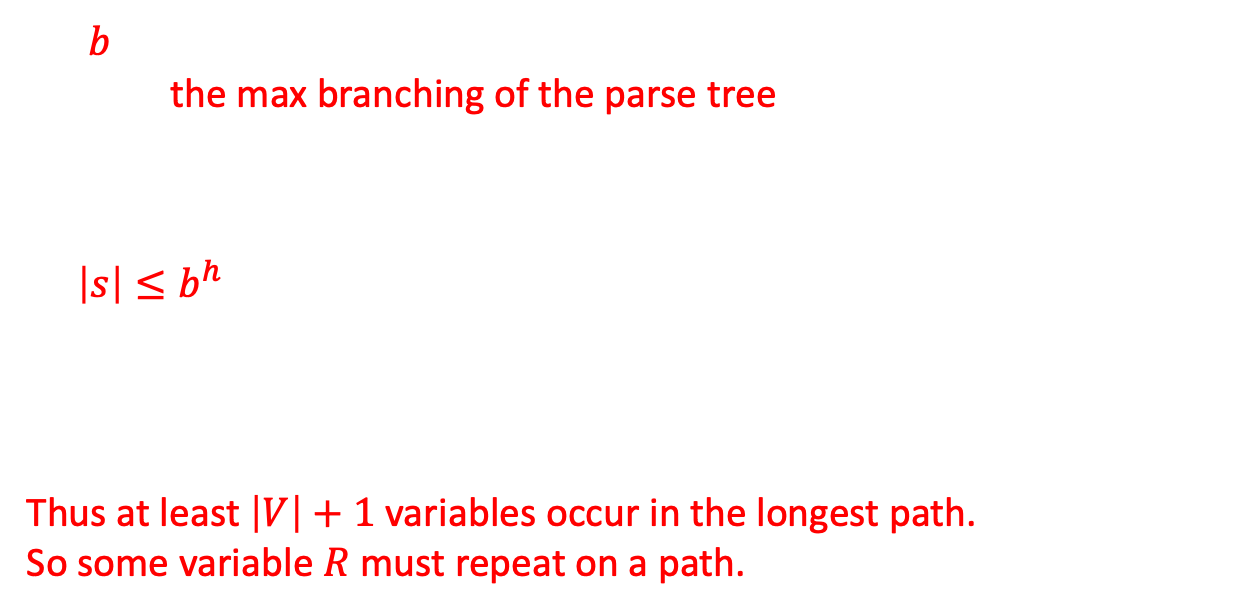 b
the max branching of the parse tree
|s| ≤ b^h
Thus at least |V| + 1 variables occur in the longest path.
So some variable R must repeat on a path.